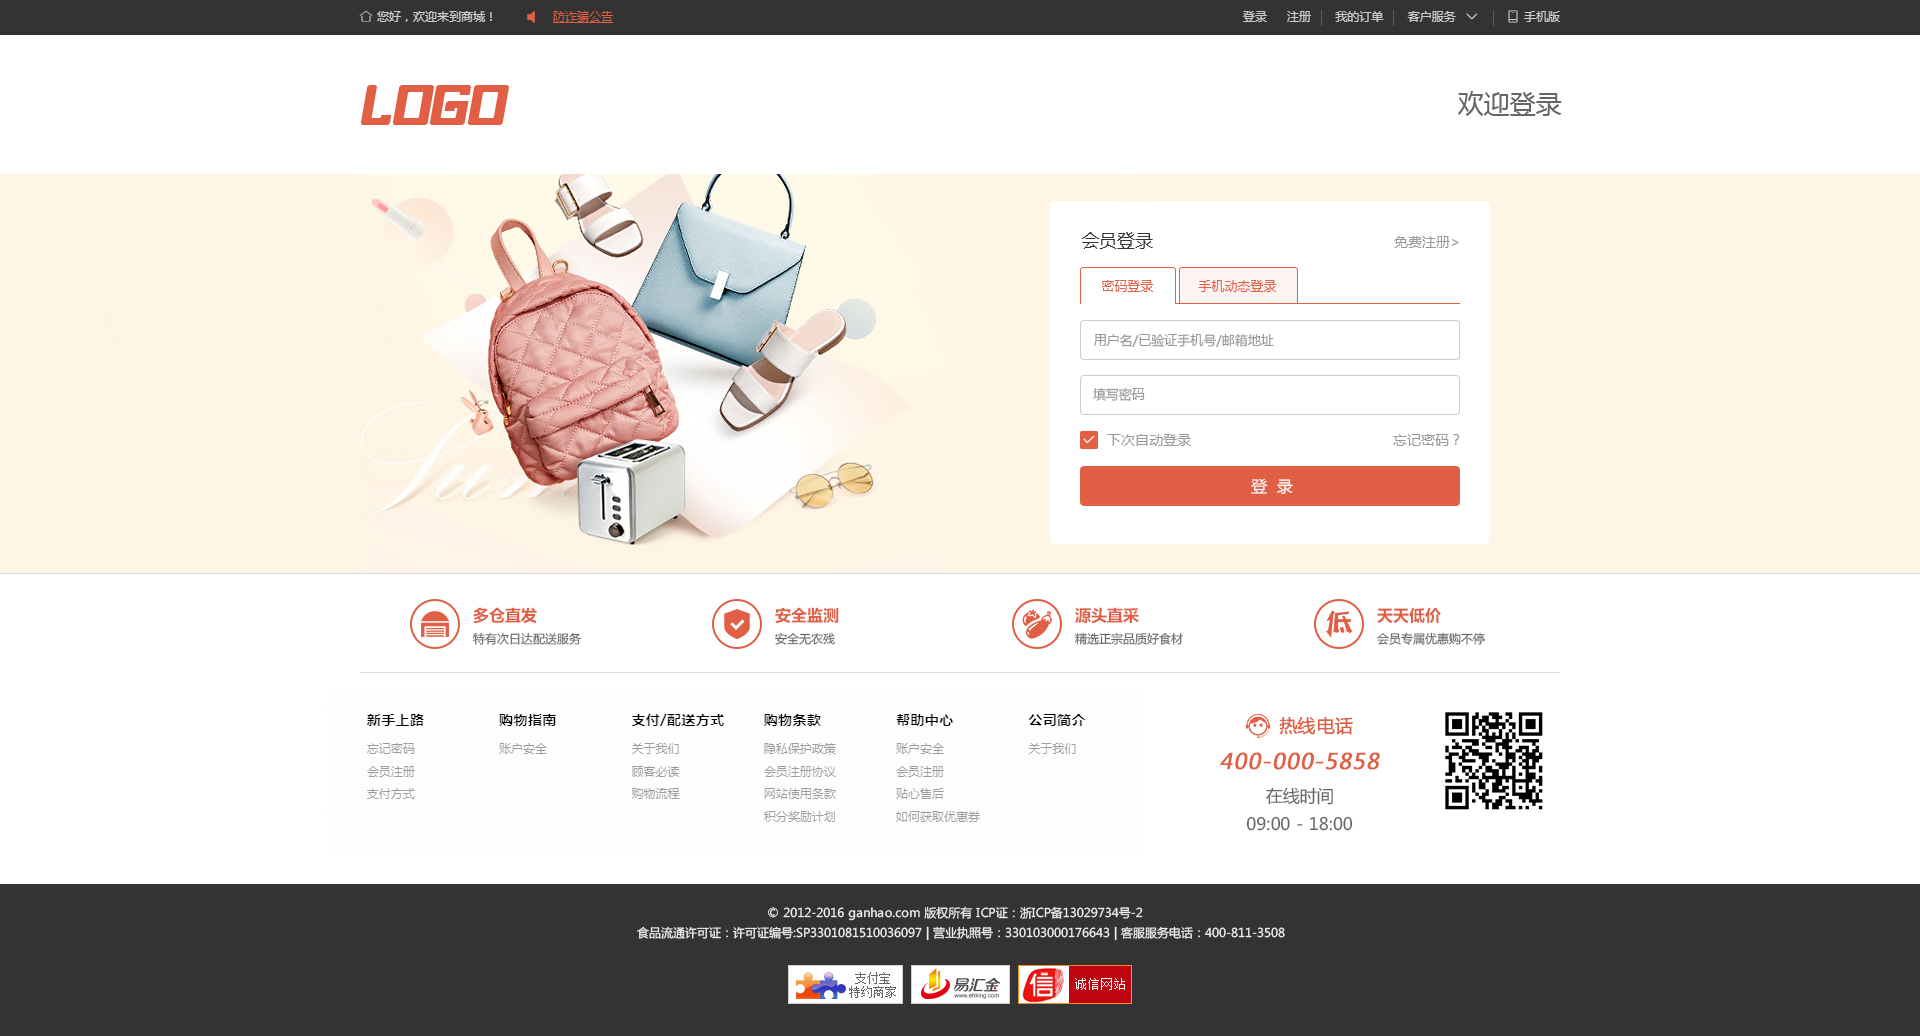 您好，欢迎来到商城！ 防诈骗公告 登录 注册 我的订单 客户服务 手机版
LOGO 欢迎登录
会员登录 免费注册>
密码登录 手机动态登录
用户名/已验证手机号/邮箱地址
填写密码
下次自动登录 忘记密码？
登 录
多仓直发 安全监测 源头直采 低 天天低价
特有次日达配送服务 安全无农残 精选正宗品质好食材 会员专属优惠购不停
新手上路 购物指南 支付/配送方式 购物条款 帮助中心 公司简介
忘记密码 账户安全 关于我们 隐私保护政策 账户安全 关于我们
会员注册 顾客必读 会员注册协议 会员注册
支付方式 购物流程 网站使用条款 贴心售后
积分奖励计划 如何获取优惠券
热线电话
400-000-5858
在线时间
09:00 - 18:00
© 2012-2016 ganhao.com 版权所有 ICP证：浙ICP备13029734号-2
食品流通许可证：许可证编号:SP3301081510036097 | 营业执照号：330103000176643 | 客服服务电话：400-811-3508
支付宝
特约商家
易汇金
www.ehking.com
信 诚信网站